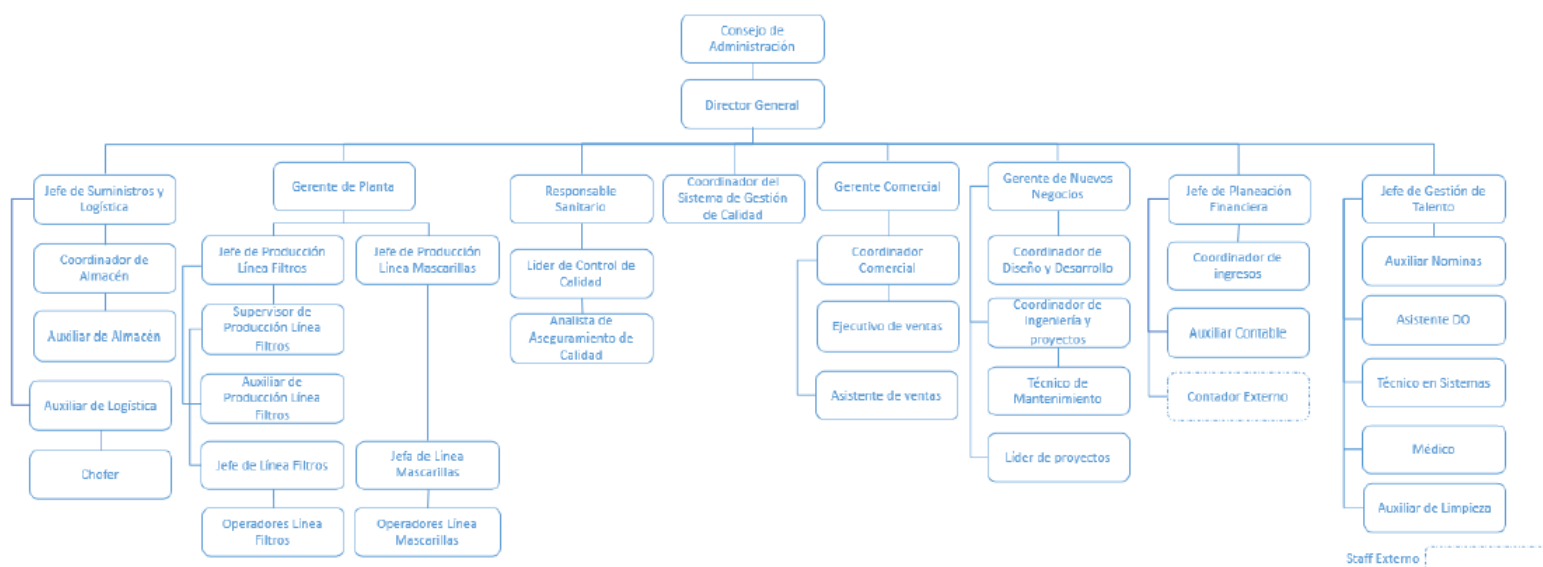 Consejo de
Administración
Director General
Jefe de Suministros y
Logística
Coordinador de
Almacén
Auxiliar de Almacén
Auxiliar de Logística
Chofer
Gerente de Planta
Jefe de Producción
Línea Filtros
Supervisor de
Producción Línea
Filtros
Auxiliar de
Producción Línea
Filtros
Jefe de Línea Filtros
Operadores Línea
Filtros
Jefe de Producción
Línea Mascarillas
Jefa de Línea
Mascarillas
Operadores Línea
Mascarillas
Responsable
Sanitario
Líder de Control de
Calidad
Analista de
Aseguramiento de
Calidad
Coordinador del
Sistema de Gestión
de Calidad
Gerente Comercial
Coordinador
Comercial
Ejecutivo de ventas
Asistente de ventas
Gerente de Nuevos
Negocios
Coordinador de
Diseño y Desarrollo
Coordinador de
Ingeniería y
proyectos
Técnico de
Mantenimiento
Líder de proyectos
Jefe de Planeación
Financiera
Coordinador de
ingresos
Auxiliar Contable
Contador Externo
Jefe de Gestión de
Talento
Auxiliar Nominas
Asistente DO
Técnico en Sistemas
Médico
Auxiliar de Limpieza
Staff Externo